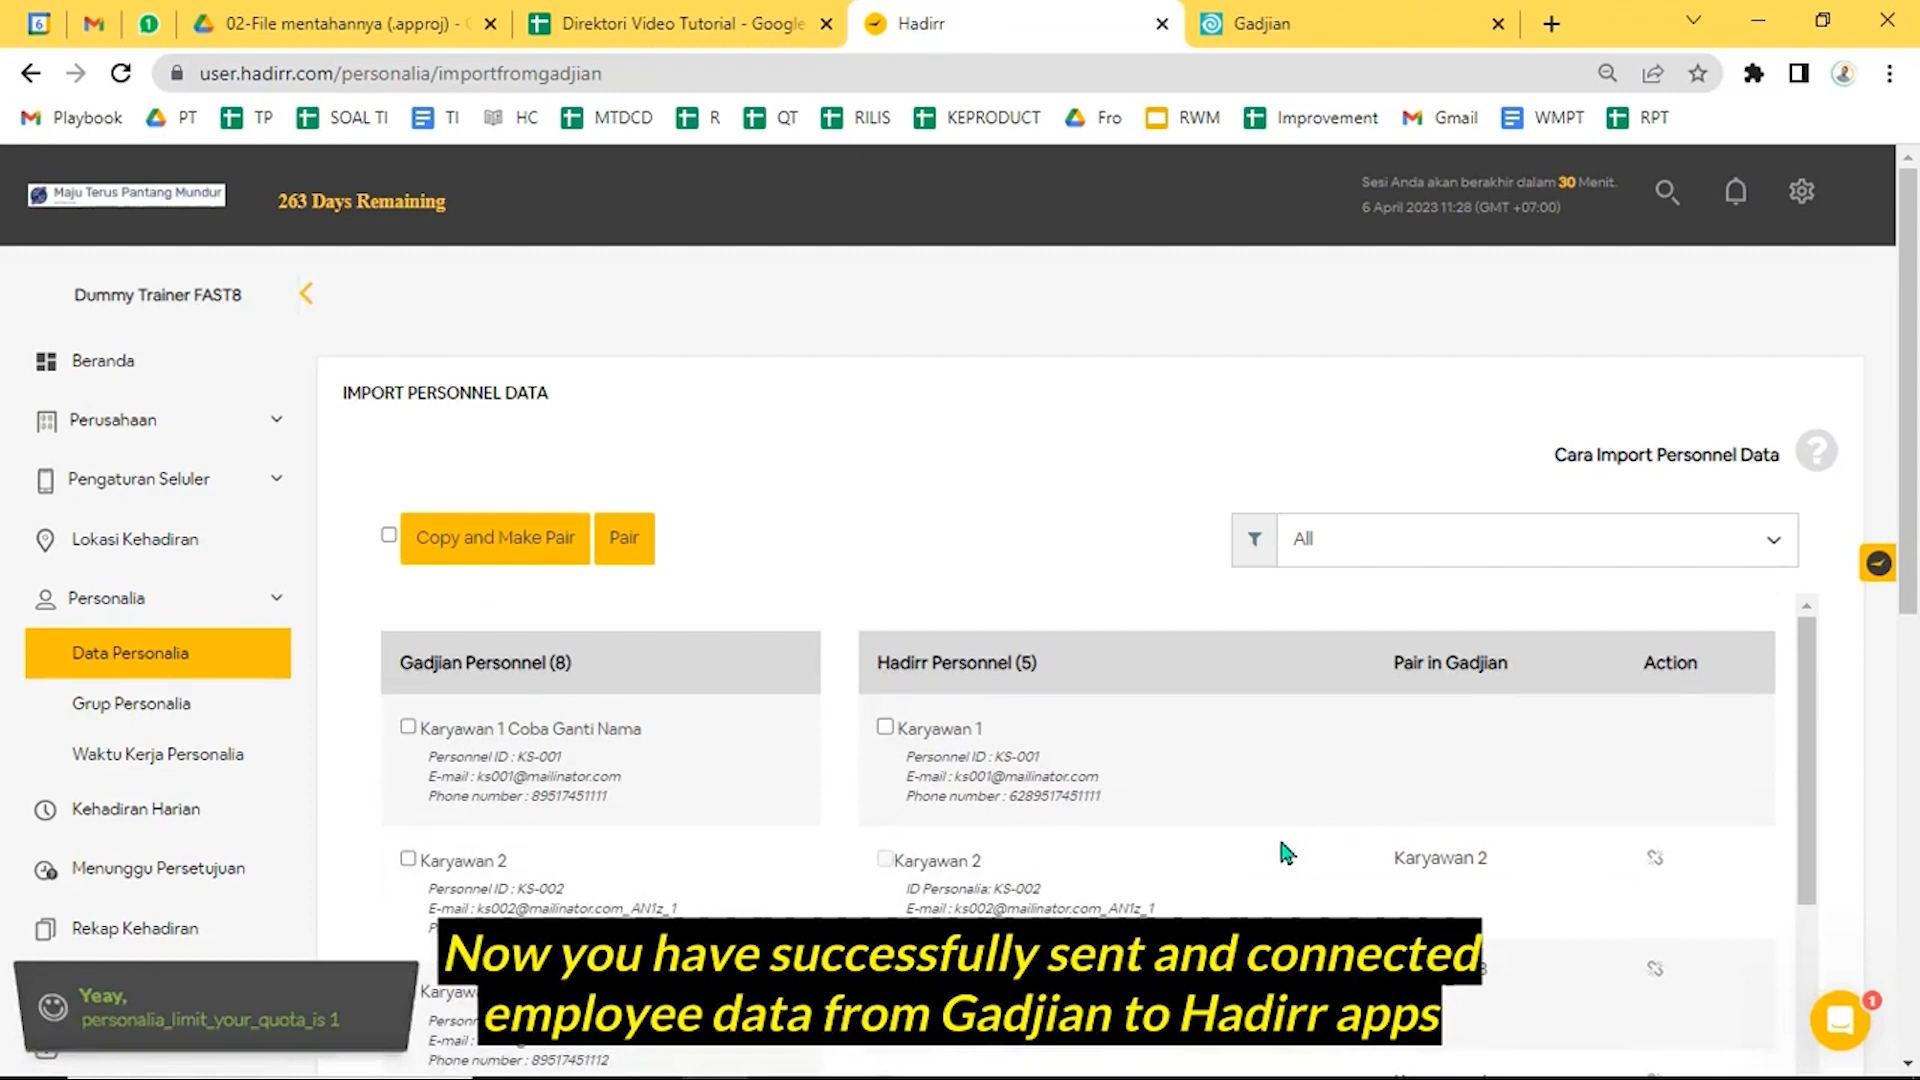 02-File mentahannya (.approj) -
Direktori Video Tutorial - Google
Hadirr
Gadjian
user.hadirr.com/personalia/importfromgadjian
Playbook
PT
TP
SOAL TI
TI
HC
MTDCD
R
QT
RILIS
KEPRODUCT
Fro
RWM
Improvement
Gmail
WMPT
RPT
Maju Terus Pantang Mundur
263 Days Remaining
Sesi Anda akan berakhir dalam 30 Menit.
6 April 2023 11:28 (GMT +07:00)
Dummy Trainer FAST8
Beranda
Perusahaan
Pengaturan Seluler
Lokasi Kehadiran
Personalia
Data Personalia
Grup Personalia
Waktu Kerja Personalia
Kehadiran Harian
Menunggu Persetujuan
Rekap Kehadiran
IMPORT PERSONNEL DATA
Cara Import Personnel Data
?
Copy and Make Pair
Pair
All
Gadjian Personnel (8)
Hadirr Personnel (5)
Pair in Gadjian
Action
Karyawan 1 Coba Ganti Nama
Personnel ID : KS-001
E-mail : ks001@mailinator.com
Phone number : 89517451111
Karyawan 1
Personnel ID : KS-001
E-mail : ks001@mailinator.com
Phone number : 6289517451111
Karyawan 2
Personnel ID : KS-002
E-mail : ks002@mailinator.com_AN1z_1
Karyawan 2
ID Personalia: KS-002
E-mail : ks002@mailinator.com_AN1z_1
Karyawan 2
E-mail :
Phone number : 89517451112
Now you have successfully sent and connected
employee data from Gadjian to Hadirr apps
Yeay,
personalia_limit_your_quota_is 1
1